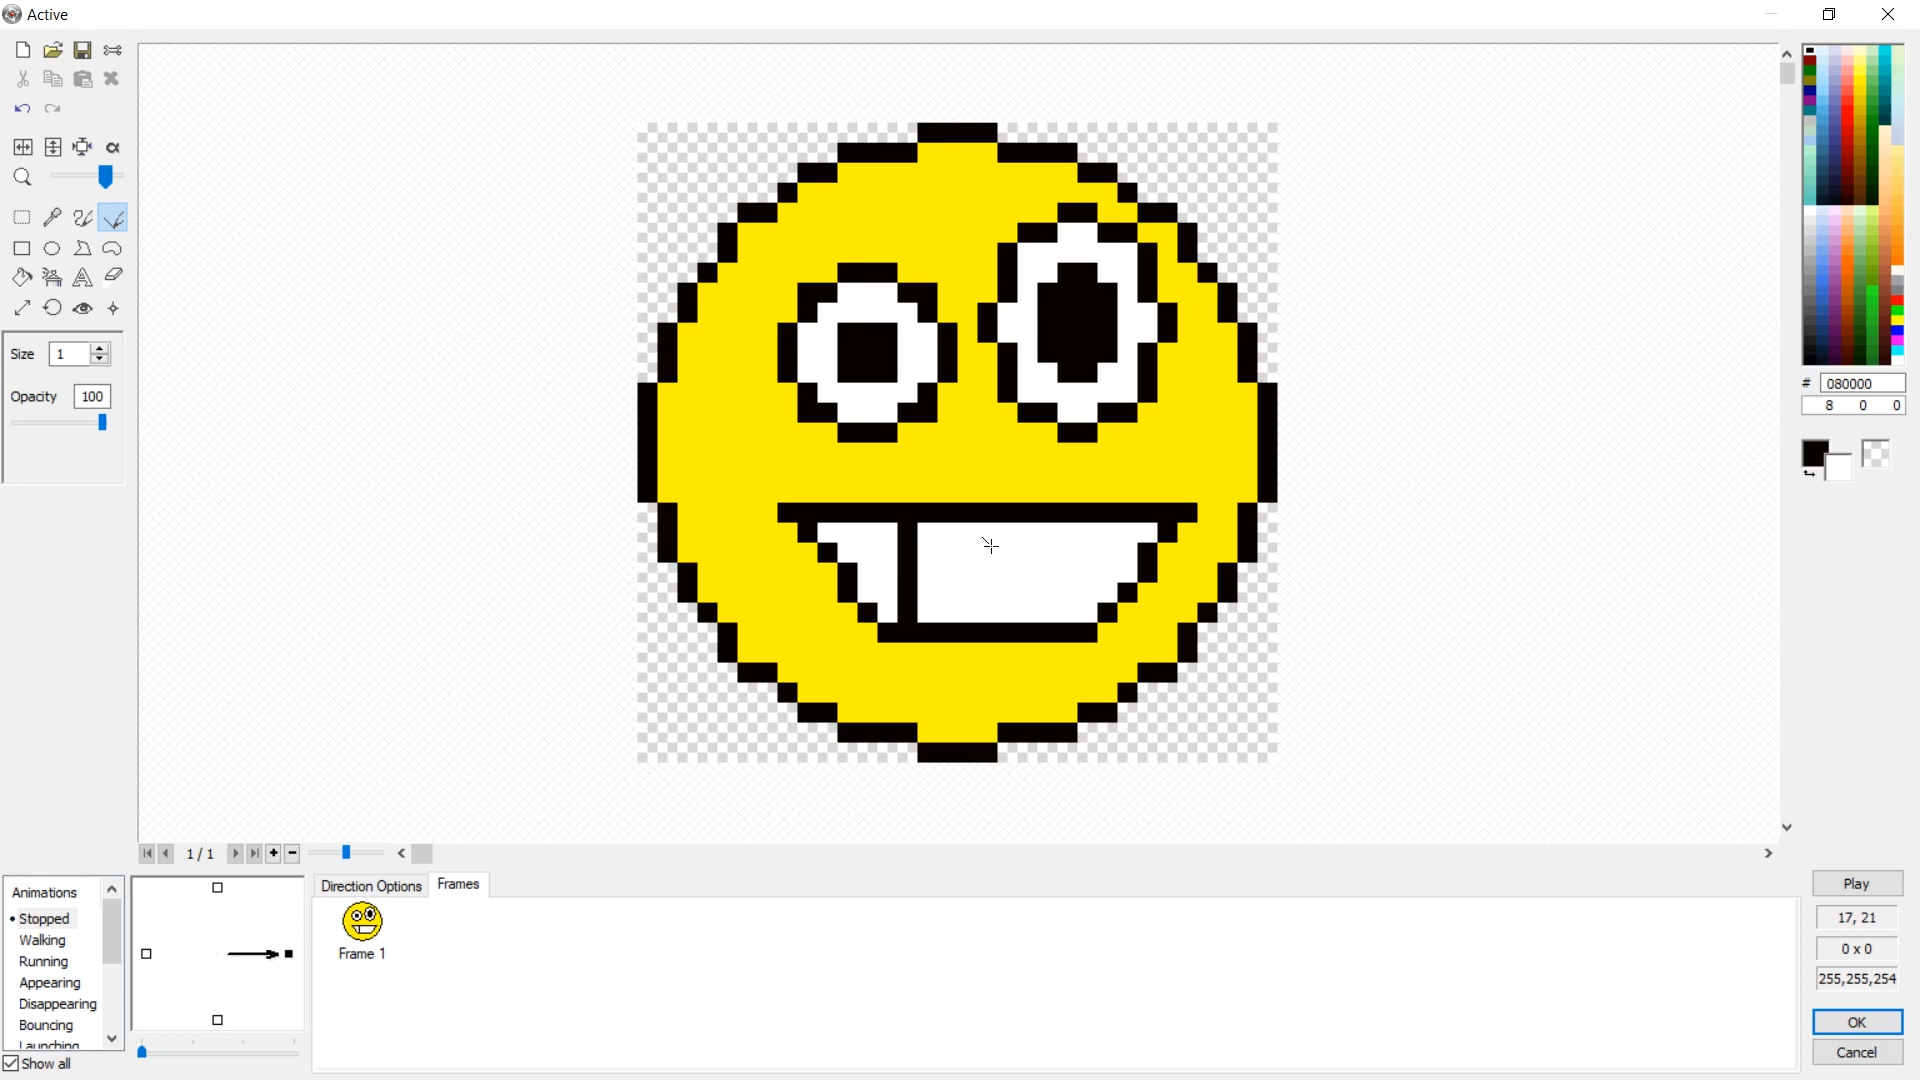 Active
Size 1
Opacity 100
# 080000
8 0 0
1 / 1
Animations
Stopped
Walking
Running
Appearing
Disappearing
Bouncing
Launching
Show all
Direction Options Frames
Frame 1
Play
17, 21
0 x 0
255,255,254
OK
Cancel